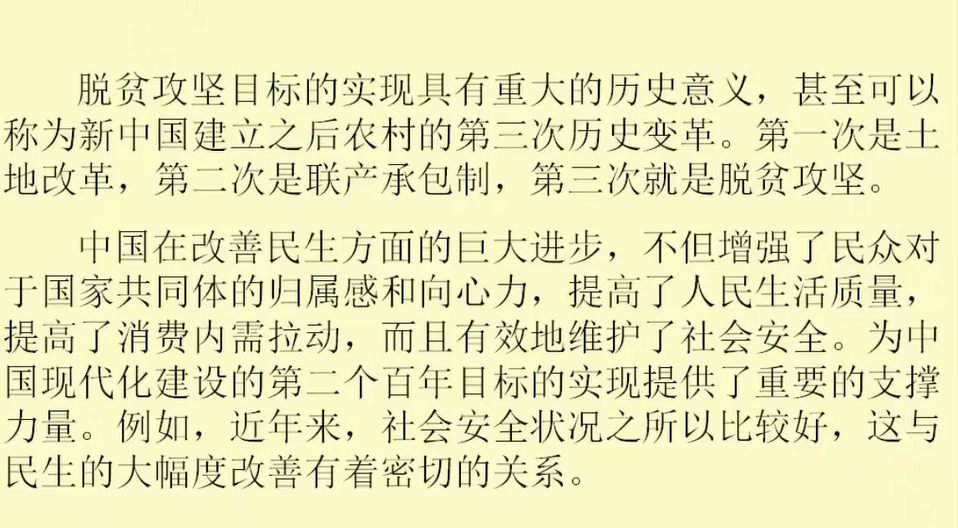 脱贫攻坚目标的实现具有重大的历史意义，甚至可以
称为新中国建立之后农村的第三次历史变革。第一次是土
地改革，第二次是联产承包制，第三次就是脱贫攻坚。
中国在改善民生方面的巨大进步，不但增强了民众对
于国家共同体的归属感和向心力，提高了人民生活质量，
提高了消费内需拉动，而且有效地维护了社会安全。为中
国现代化建设的第二个百年目标的实现提供了重要的支撑
力量。例如，近年来，社会安全状况之所以比较好，这与
民生的大幅度改善有着密切的关系。